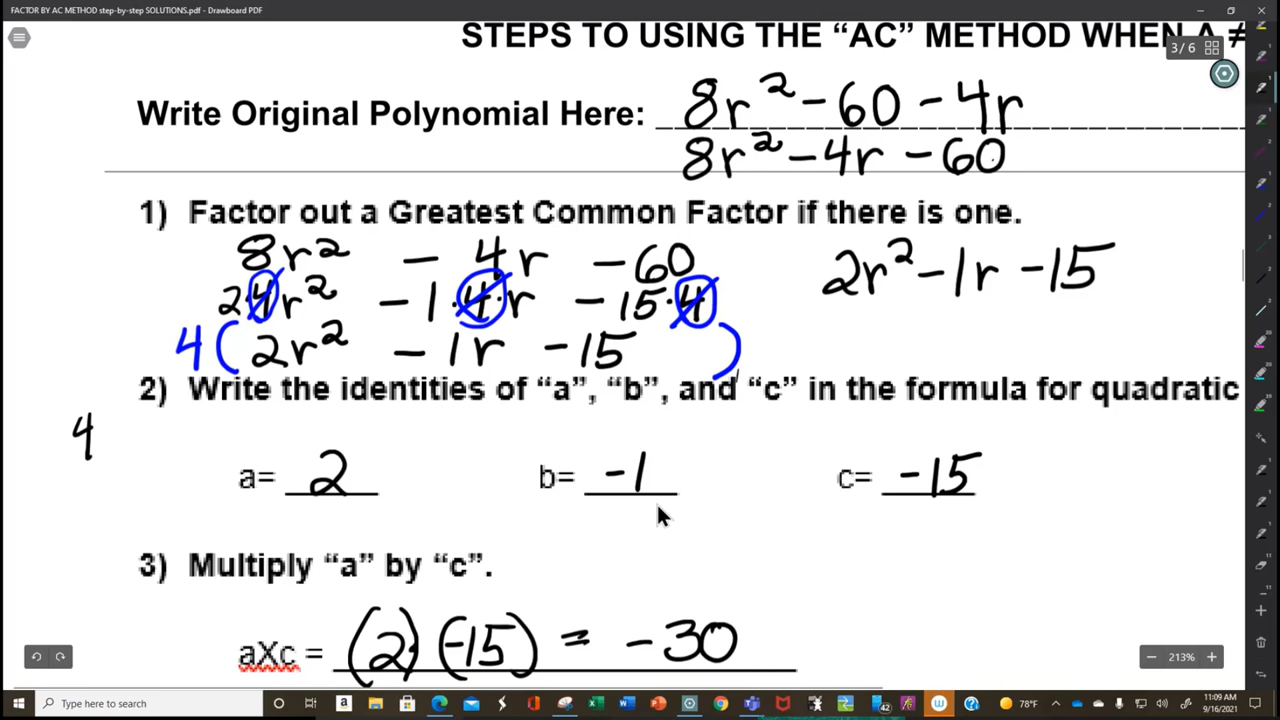 FACTOR BY AC METHOD step-by-step SOLUTIONS.pdf - Drawboard PDF
STEPS TO USING THE “AC” METHOD WHEN A ≠
3/6
Write Original Polynomial Here: 8r² - 60 - 4r
8r² - 4r - 60
1) Factor out a Greatest Common Factor if there is one.
8r² - 4r - 60
2r² - 1r - 15
2·4r² - 1·4·r - 15·4
4(2r² - 1r - 15)
2) Write the identities of “a”, “b”, and “c” in the formula for quadratic
4
a= 2 b= -1 c= -15
3) Multiply “a” by “c”.
aXc = (2)(-15) = -30
213%
Type here to search
42
78°F
11:09 AM
9/16/2021